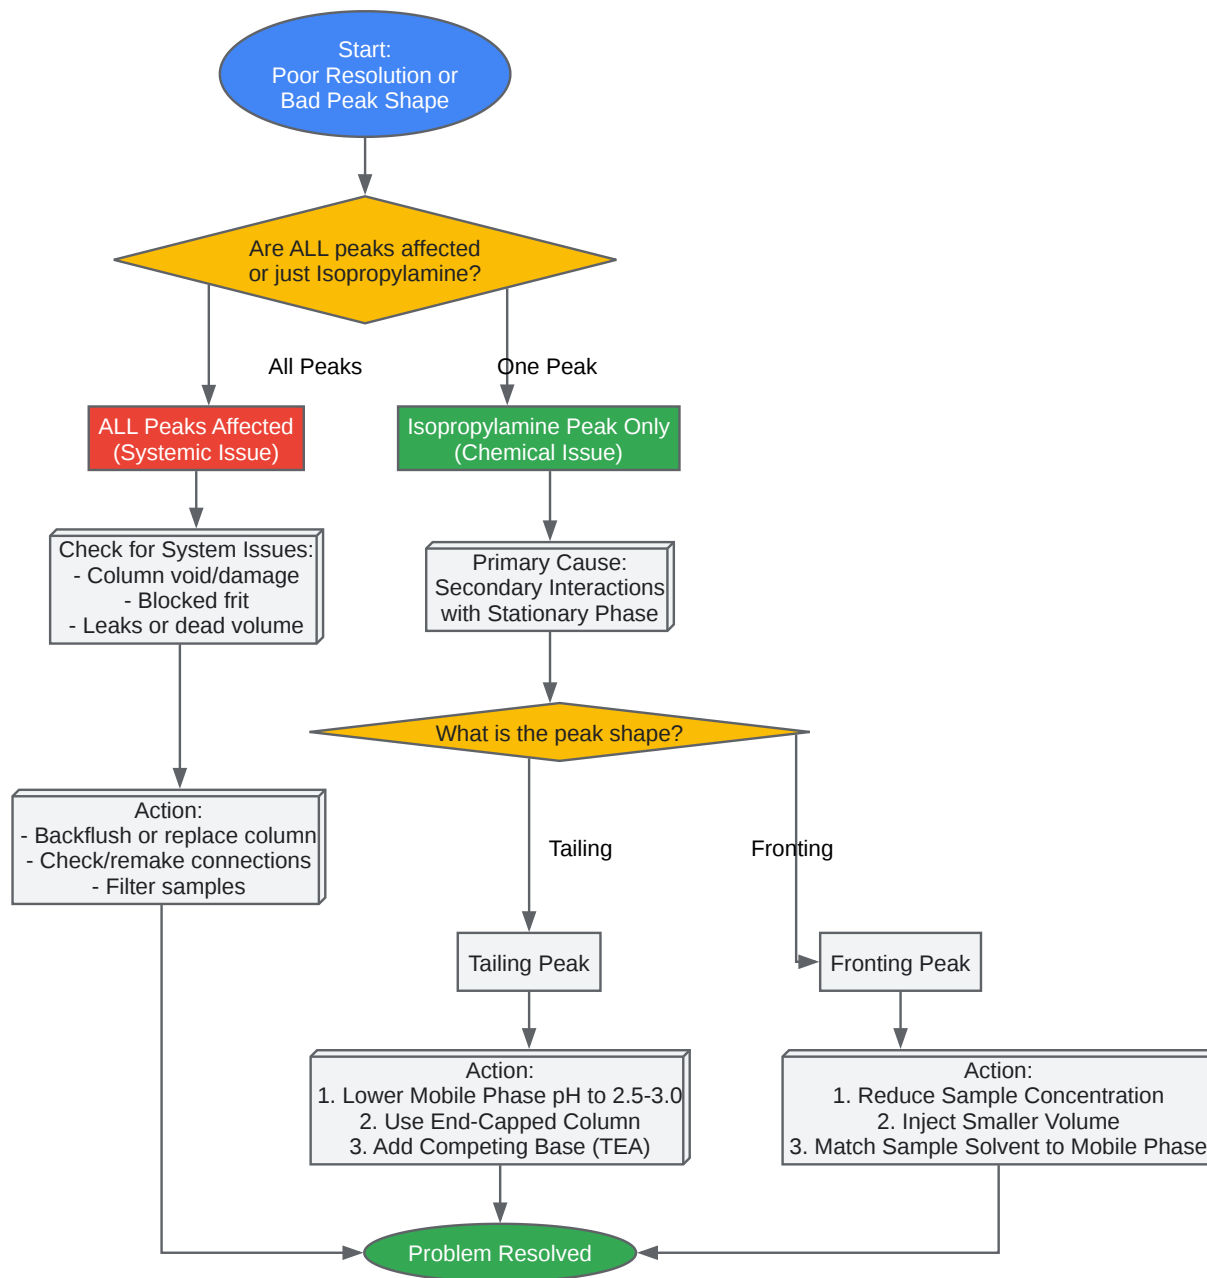 Start:
Poor Resolution or
Bad Peak Shape
Are ALL peaks affected
or just Isopropylamine?
All Peaks
One Peak
ALL Peaks Affected
(Systemic Issue)
Isopropylamine Peak Only
(Chemical Issue)
Check for System Issues:
- Column void/damage
- Blocked frit
- Leaks or dead volume
Primary Cause:
Secondary Interactions
with Stationary Phase
What is the peak shape?
Action:
- Backflush or replace column
- Check/remake connections
- Filter samples
Tailing
Fronting
Tailing Peak
Fronting Peak
Action:
1. Lower Mobile Phase pH to 2.5-3.0
2. Use End-Capped Column
3. Add Competing Base (TEA)
Action:
1. Reduce Sample Concentration
2. Inject Smaller Volume
3. Match Sample Solvent to Mobile Phase
Problem Resolved